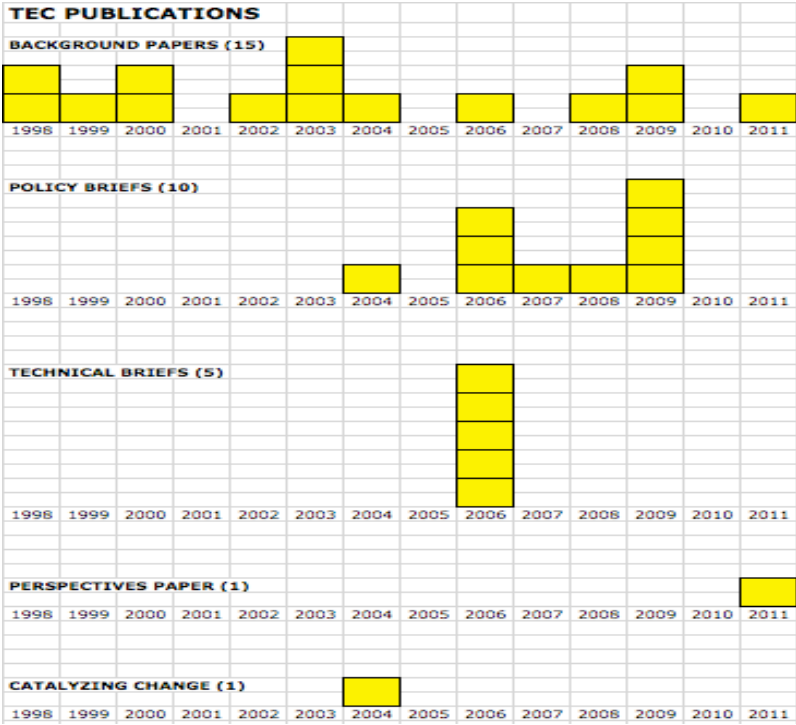 TEC PUBLICATIONS
BACKGROUND PAPERS (15)
1998 1999 2000 2001 2002 2003 2004 2005 2006 2007 2008 2009 2010 2011
POLICY BRIEFS (10)
1998 1999 2000 2001 2002 2003 2004 2005 2006 2007 2008 2009 2010 2011
TECHNICAL BRIEFS (5)
1998 1999 2000 2001 2002 2003 2004 2005 2006 2007 2008 2009 2010 2011
PERSPECTIVES PAPER (1)
1998 1999 2000 2001 2002 2003 2004 2005 2006 2007 2008 2009 2010 2011
CATALYZING CHANGE (1)
1998 1999 2000 2001 2002 2003 2004 2005 2006 2007 2008 2009 2010 2011